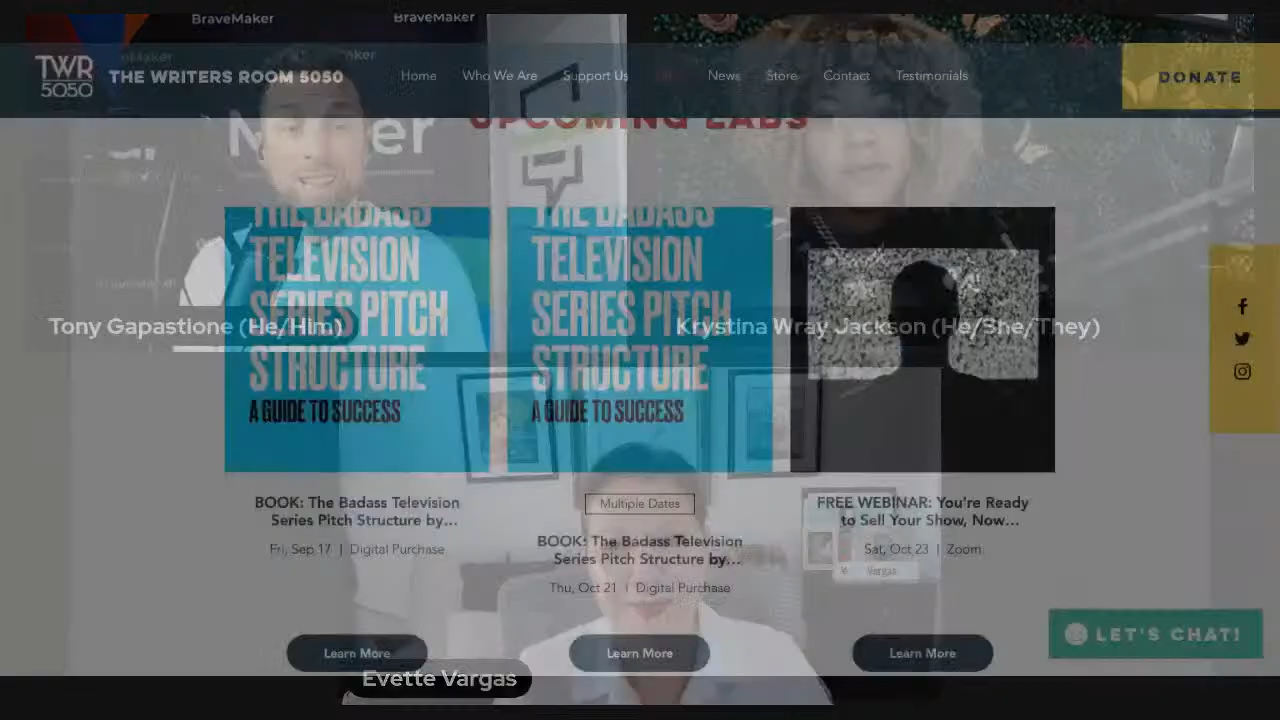 BraveMaker
BraveMaker
TWR
5050
THE WRITERS ROOM 5050
Home
Who We Are
Support Us
News
Store
Contact
Testimonials
DONATE
UPCOMING LABS
THE BADASS
TELEVISION
SERIES PITCH
STRUCTURE
A GUIDE TO SUCCESS
THE BADASS
TELEVISION
SERIES PITCH
STRUCTURE
A GUIDE TO SUCCESS
Tony Gapastione (He/Him)
Krystina Wray Jackson (He/She/They)
BOOK: The Badass Television
Series Pitch Structure by...
Fri, Sep 17 | Digital Purchase
Learn More
Multiple Dates
BOOK: The Badass Television
Series Pitch Structure by...
Thu, Oct 21 | Digital Purchase
Learn More
FREE WEBINAR: You're Ready
to Sell Your Show, Now...
Sat, Oct 23 | Zoom
Learn More
Vargas
LET'S CHAT!
Evette Vargas